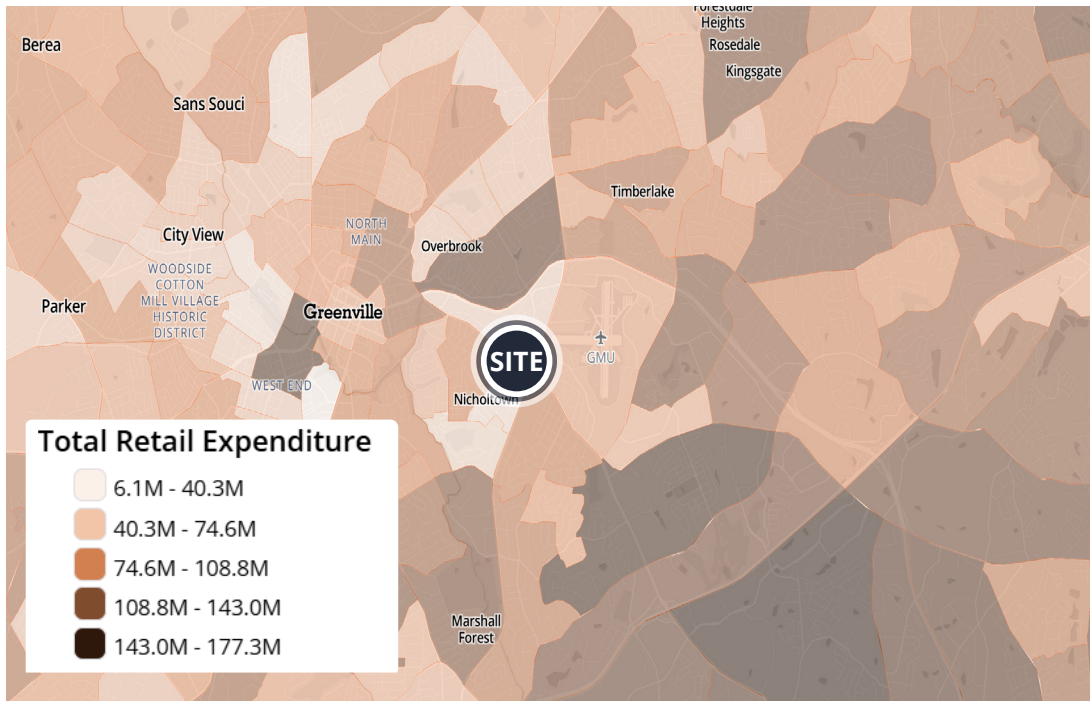 Forestdale
Heights
Rosedale
Kingsgate
Berea
Sans Souci
Timberlake
NORTH
MAIN
City View
Overbrook
WOODSIDE
COTTON
MILL VILLAGE
HISTORIC
DISTRICT
Parker
Greenville
SITE
GMU
WEST END
Nicholtown
Total Retail Expenditure
6.1M - 40.3M
40.3M - 74.6M
74.6M - 108.8M
108.8M - 143.0M
143.0M - 177.3M
Marshall
Forest